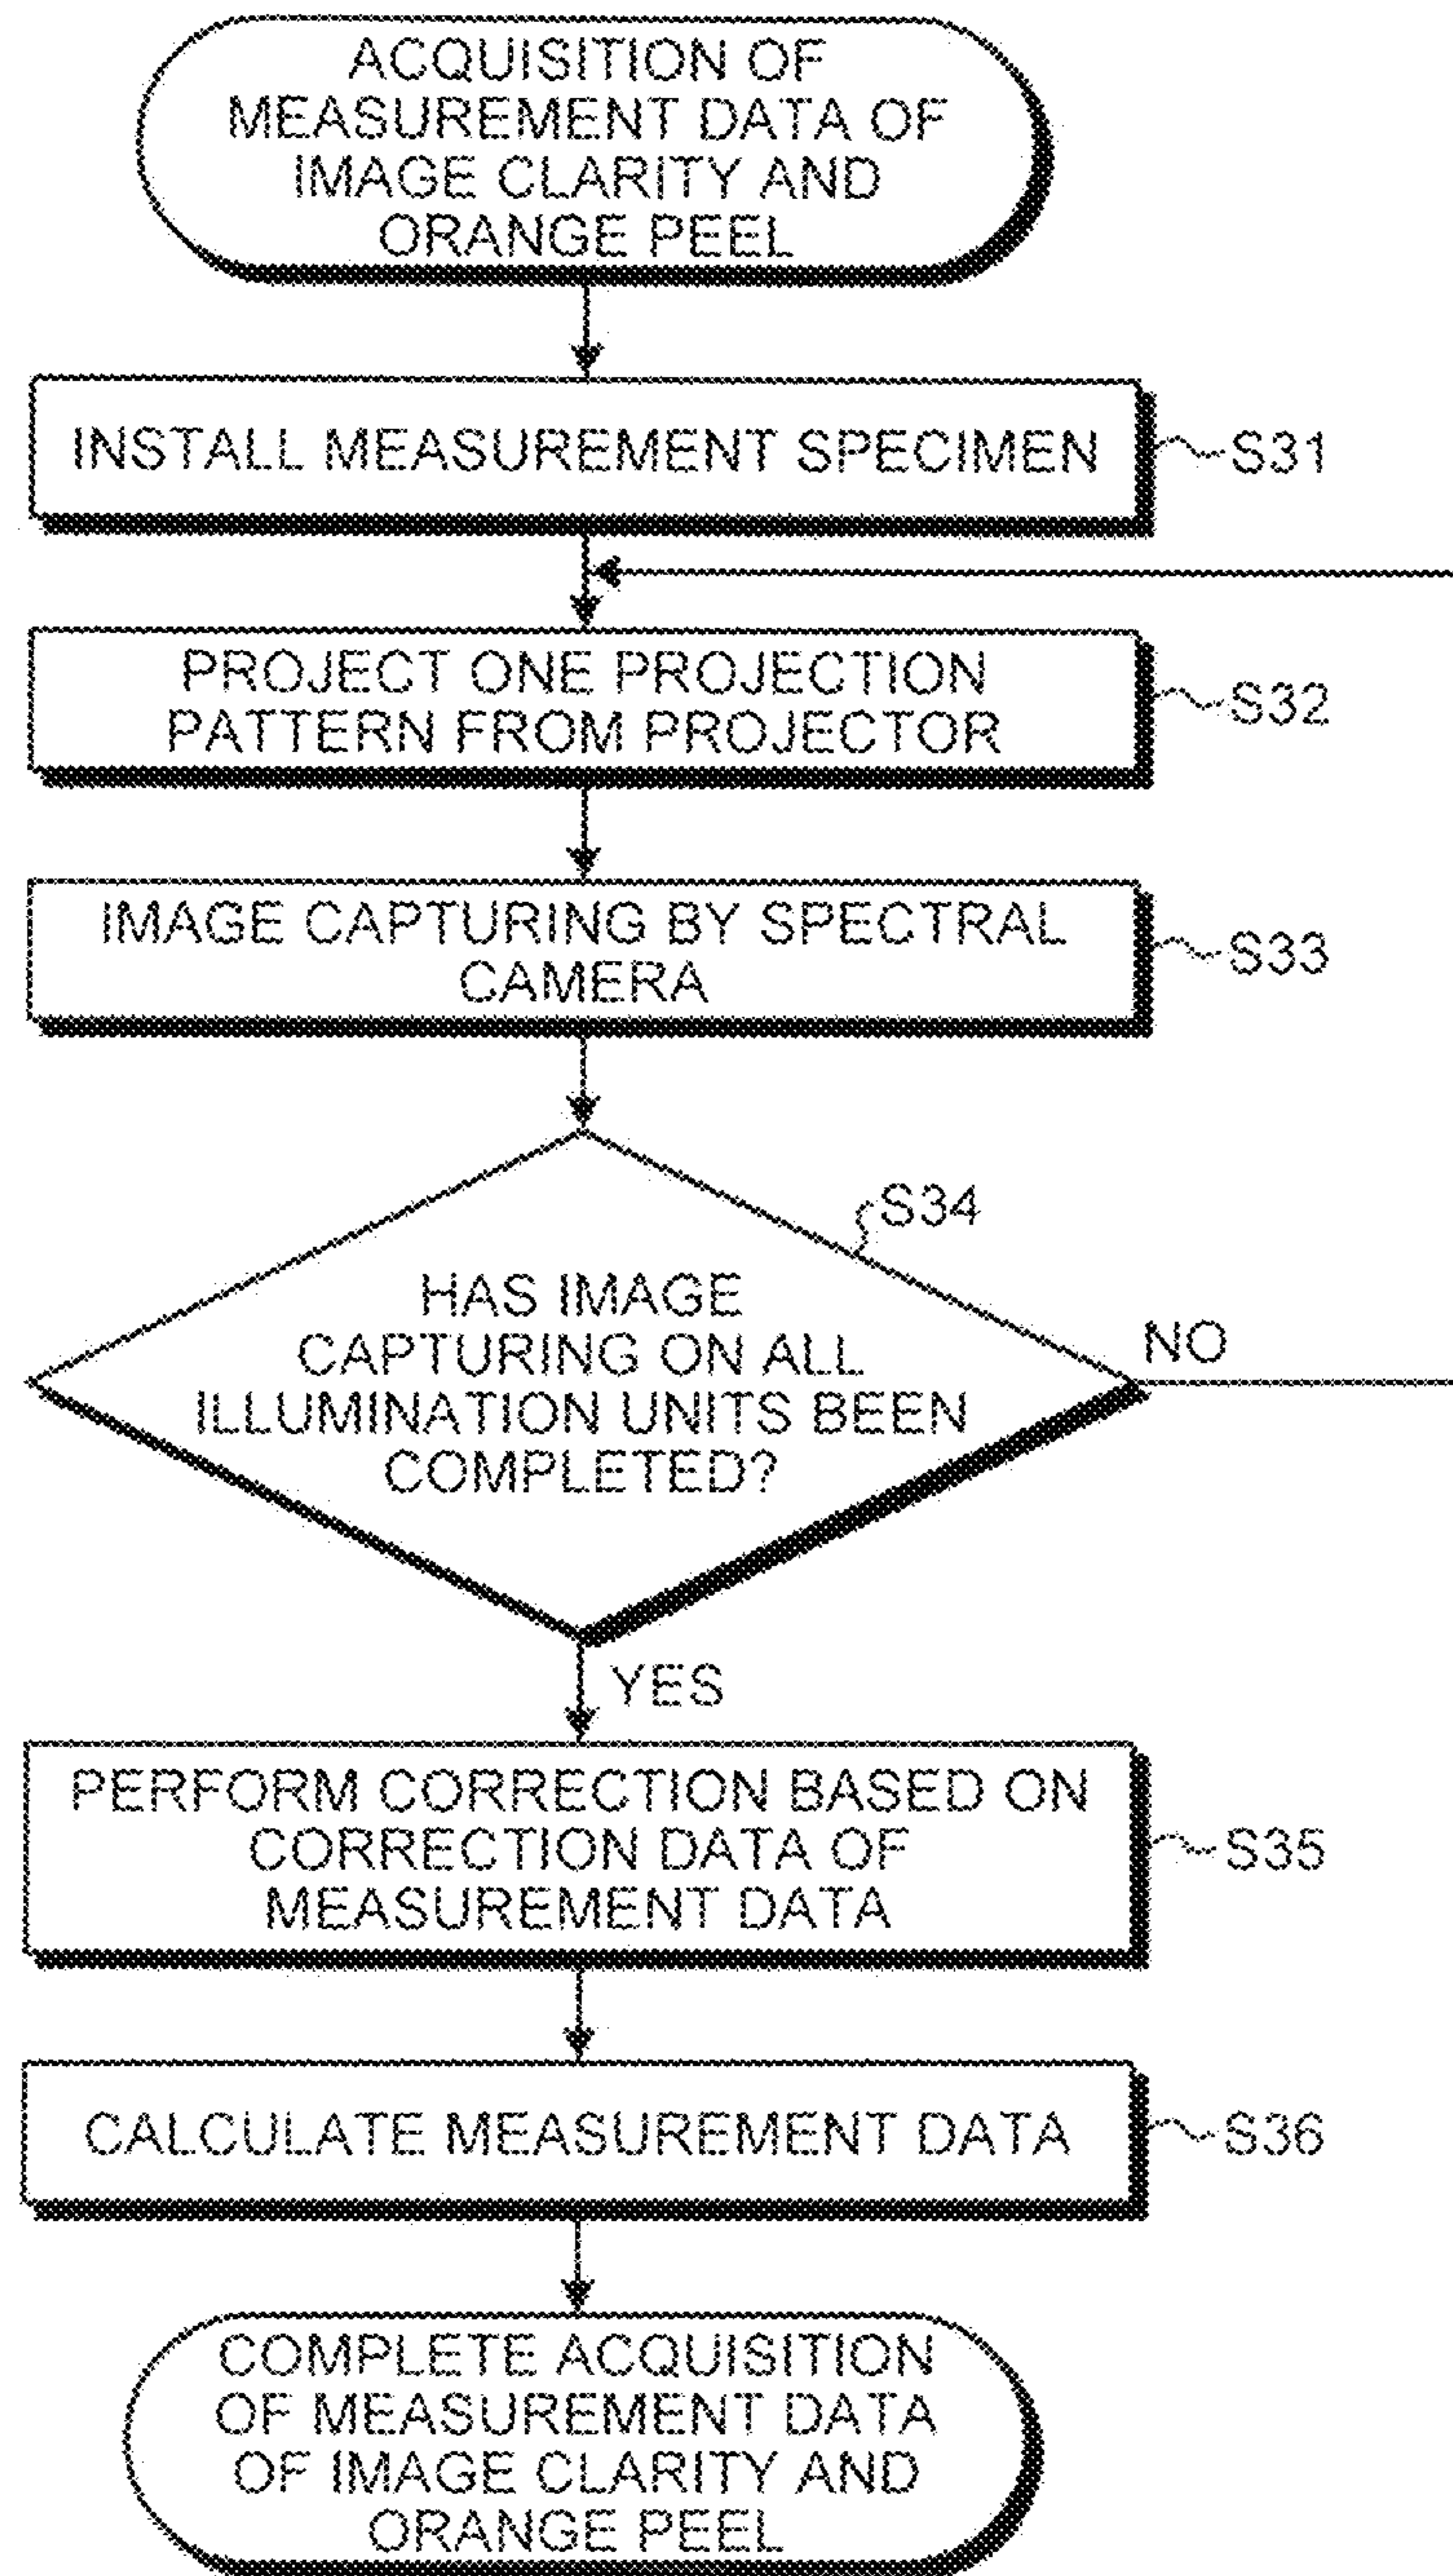 ACQUISITION OF
MEASUREMENT DATA OF
IMAGE CLARITY AND
ORANGE PEEL
INSTALL MEASUREMENT SPECIMEN
S31
PROJECT ONE PROJECTION
PATTERN FROM PROJECTOR
S32
IMAGE CAPTURING BY SPECTRAL
CAMERA
S33
S34
HAS IMAGE
CAPTURING ON ALL
ILLUMINATION UNITS BEEN
COMPLETED?
NO
YES
PERFORM CORRECTION BASED ON
CORRECTION DATA OF
MEASUREMENT DATA
S35
CALCULATE MEASUREMENT DATA
S36
COMPLETE ACQUISITION
OF MEASUREMENT DATA
OF IMAGE CLARITY AND
ORANGE PEEL